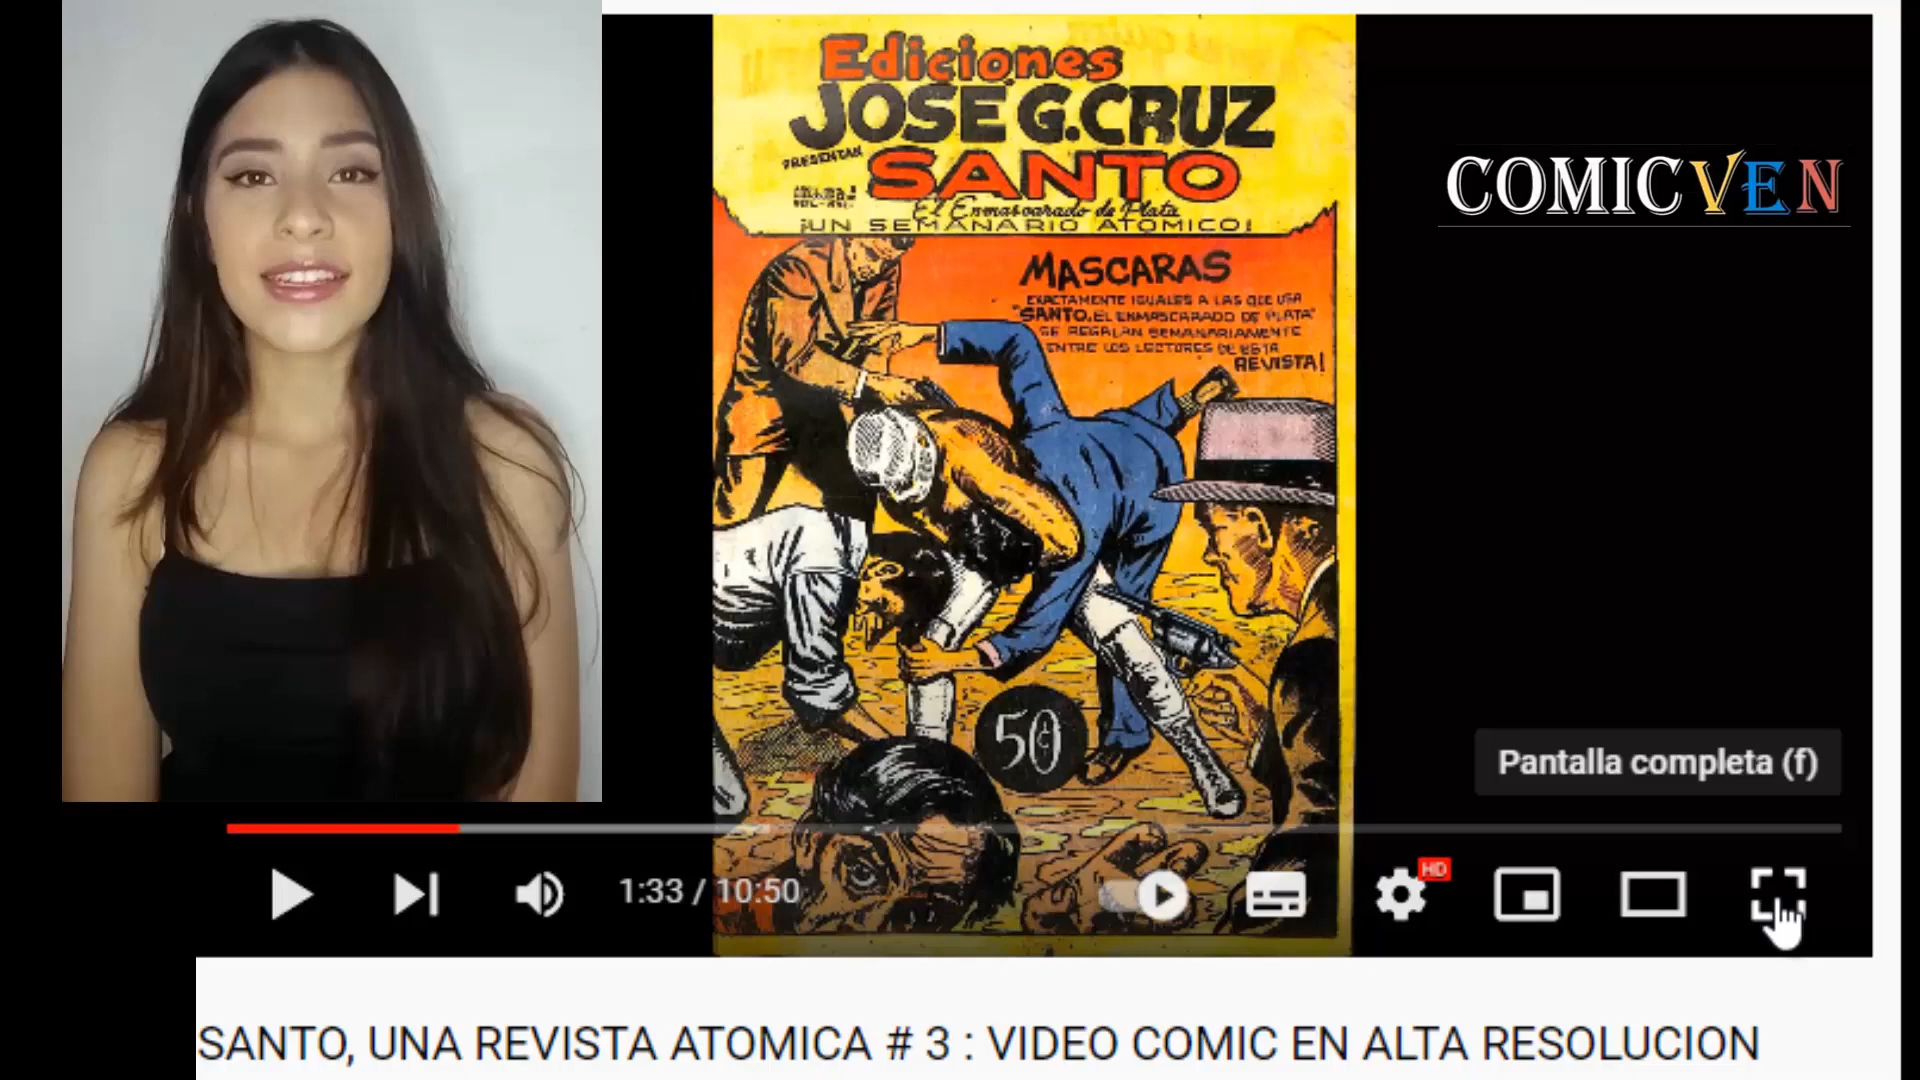 Ediciones
JOSE G. CRUZ
PRESENTAN
SANTO
El Enmascarado de Plata
¡UN SEMANARIO ATOMICO!
MASCARAS
EXACTAMENTE IGUALES A LAS QUE USA
"SANTO, EL ENMASCARADO DE PLATA"
SE REGALAN SEMANARIAMENTE
ENTRE LOS LECTORES DE ESTA
REVISTA!
50¢
COMICVEN
Pantalla completa (f)
1:33 / 10:50
HD
SANTO, UNA REVISTA ATOMICA # 3 : VIDEO COMIC EN ALTA RESOLUCION